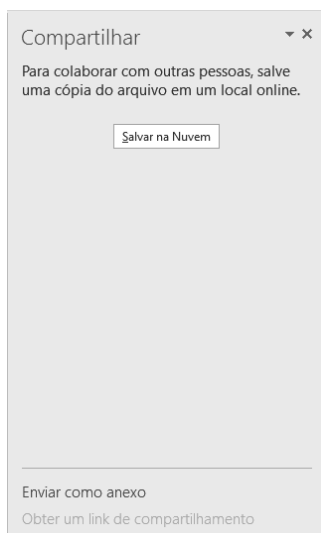 Compartilhar
Para colaborar com outras pessoas, salve
uma cópia do arquivo em um local online.
Salvar na Nuvem
Enviar como anexo
Obter um link de compartilhamento